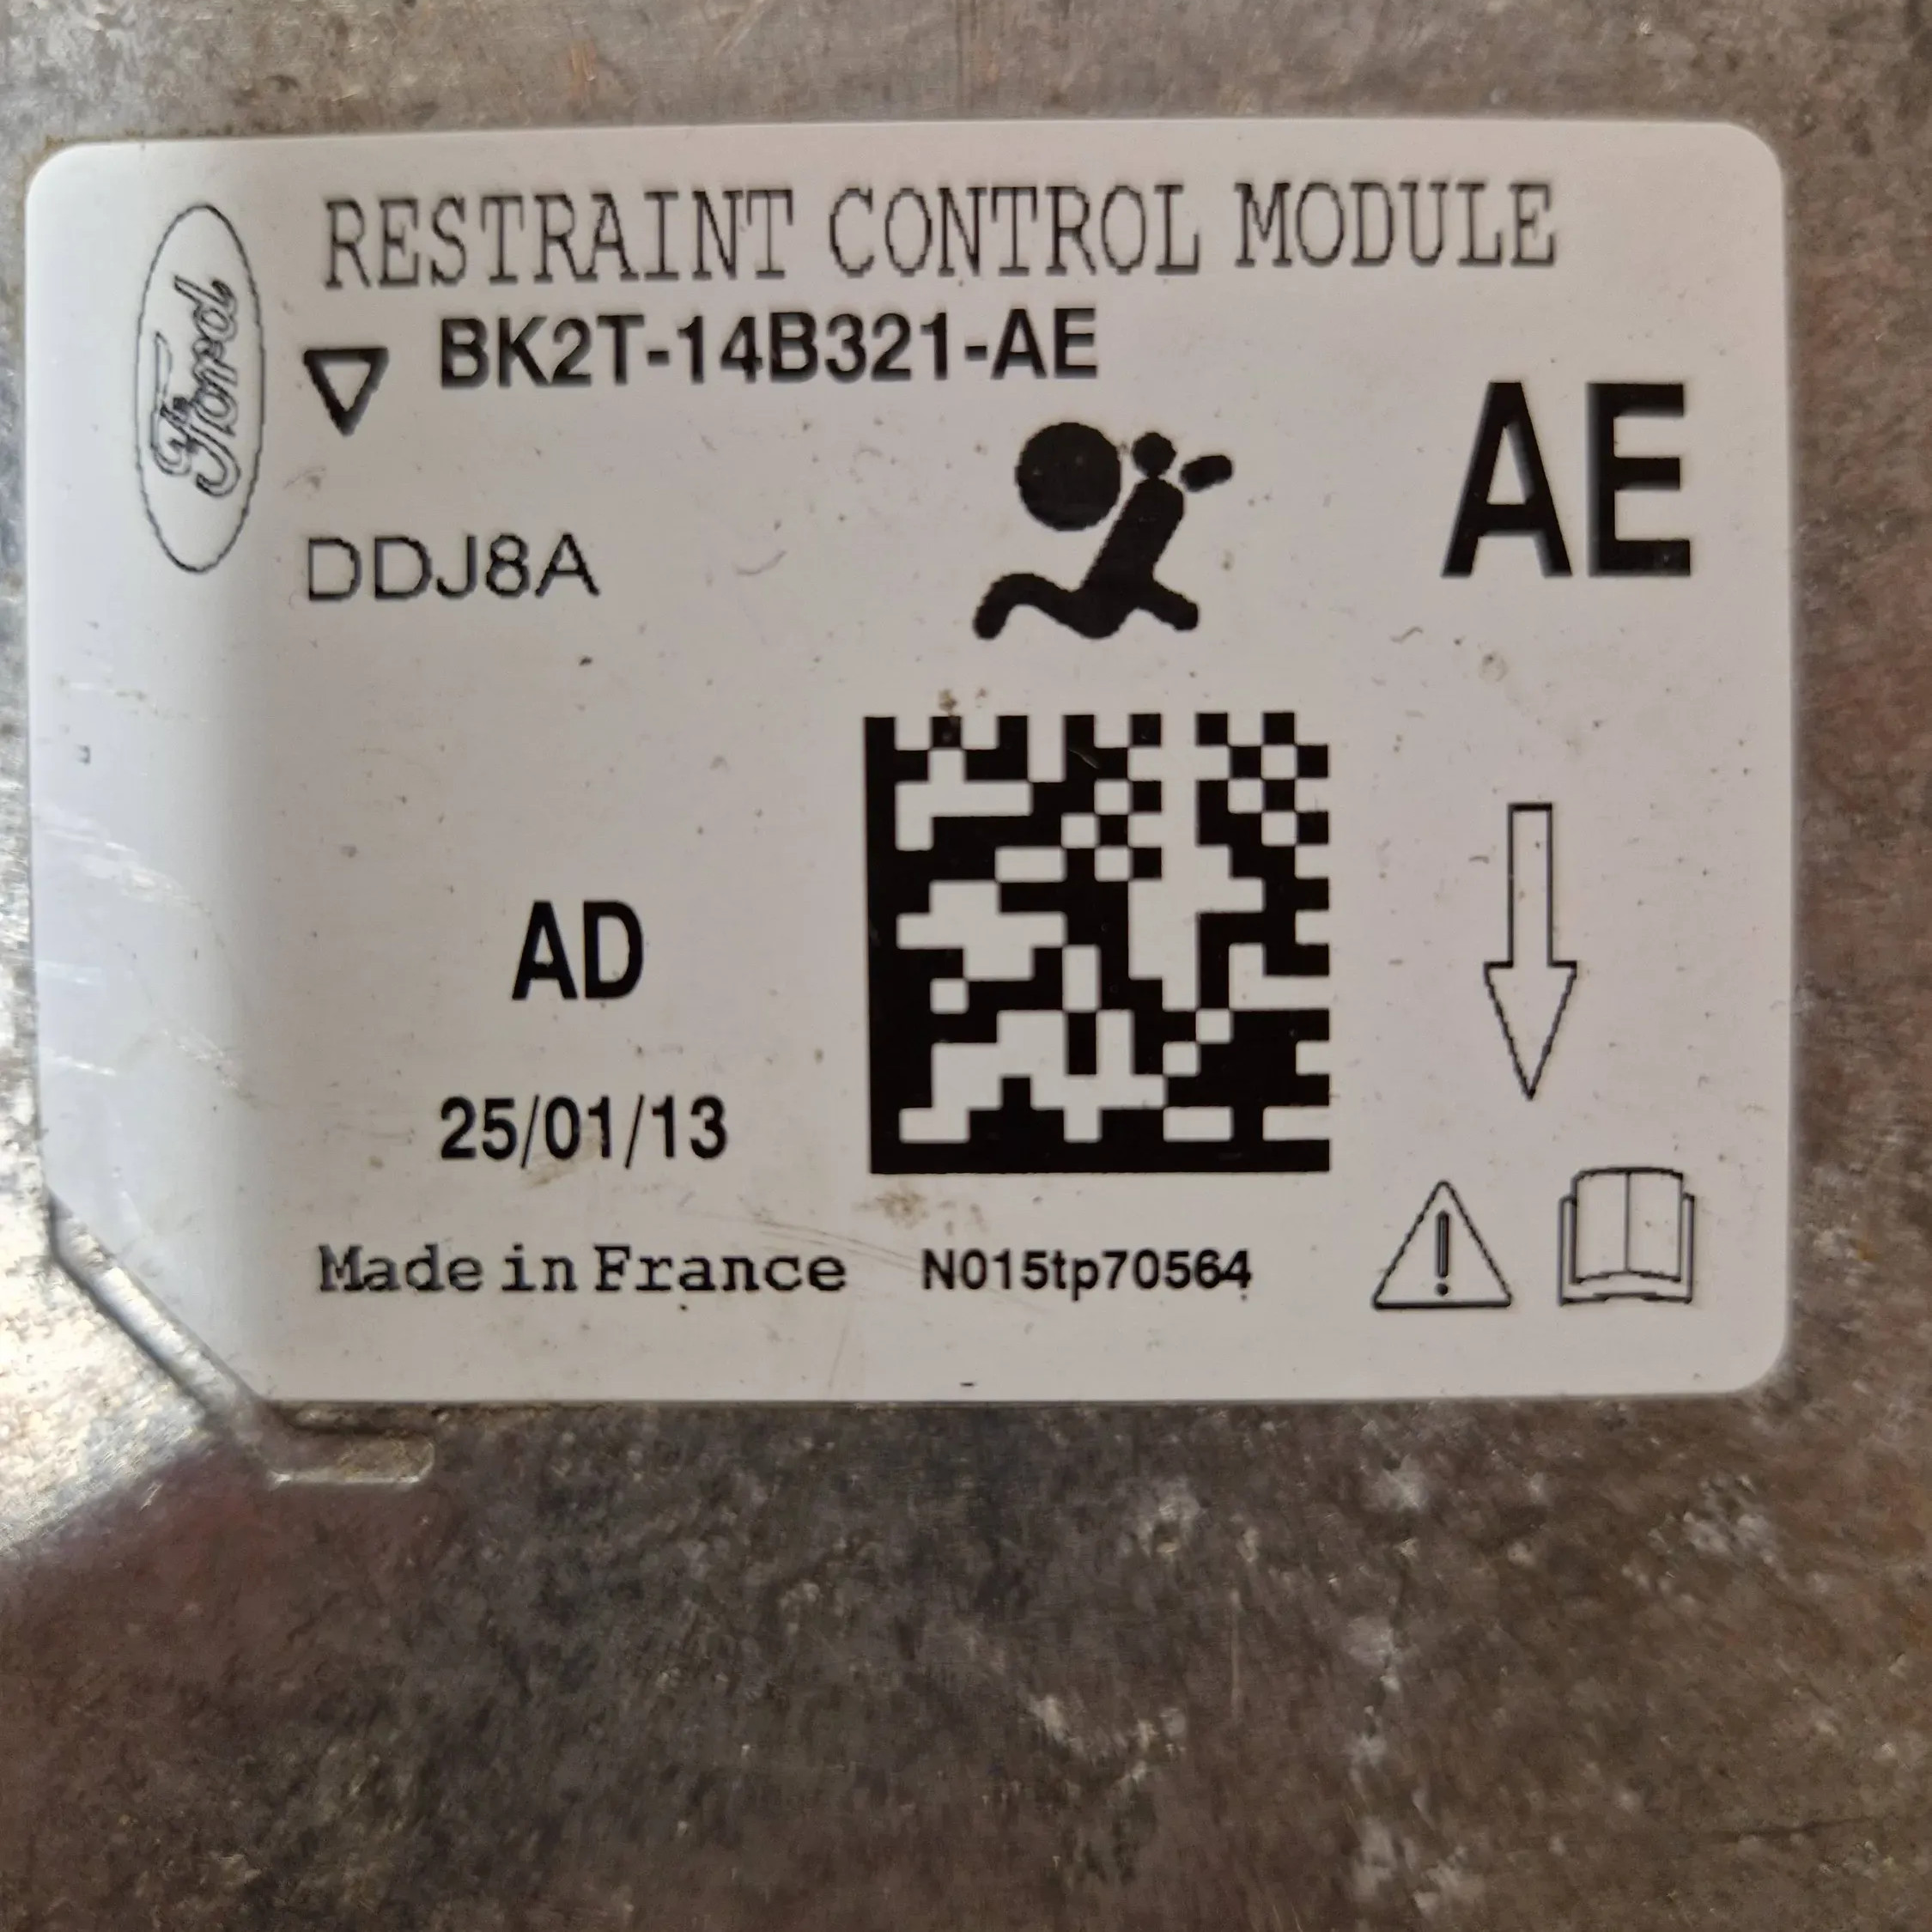 Ford
RESTRAINT CONTROL MODULE
BK2T-14B321-AE
AE
DDJ8A
AD
25/01/13
Made in France N015tp70564